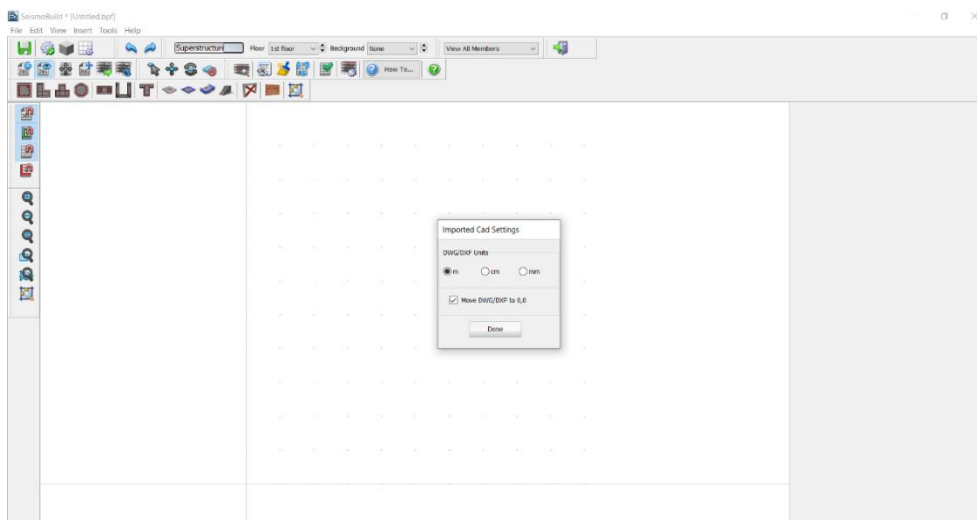 SeismoBuild * [Untitled.bpf]
File Edit View Insert Tools Help
Superstructure Floor 1st floor Background None View All Members
How To...
Imported Cad Settings
DWG/DXF Units
m cm mm
Move DWG/DXF to 0,0
Done